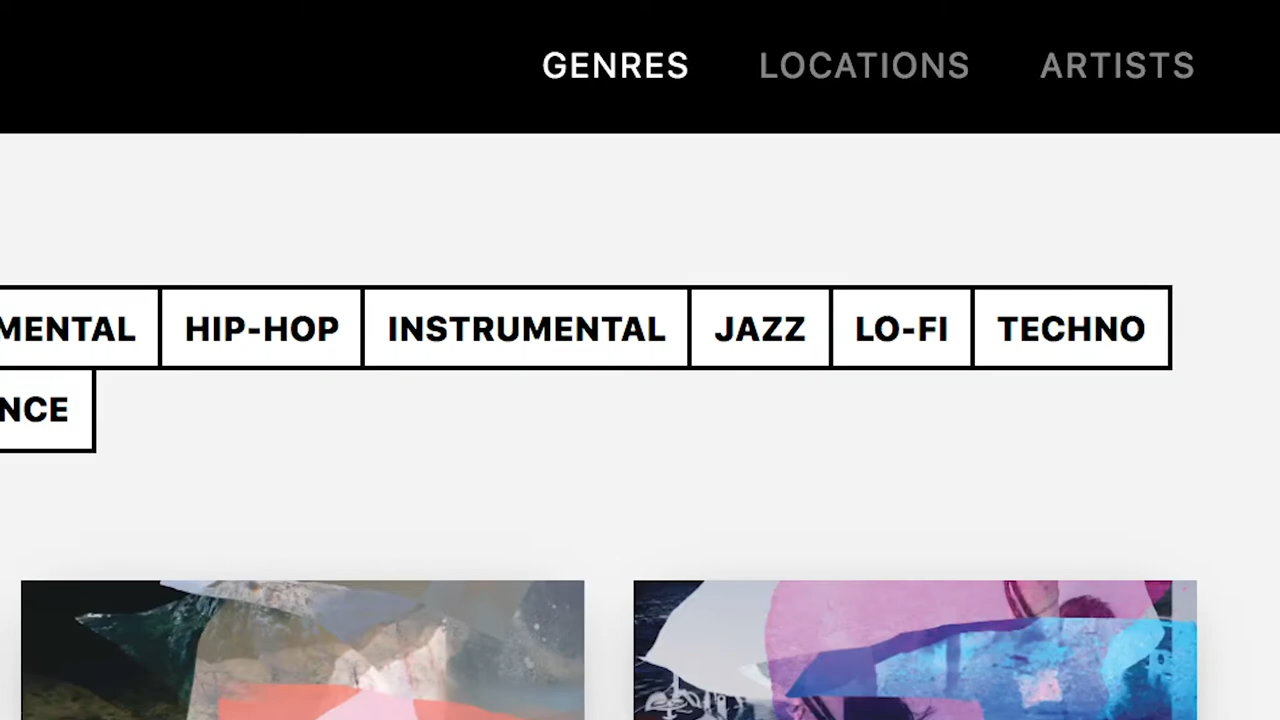 GENRES LOCATIONS ARTISTS
MENTAL HIP-HOP INSTRUMENTAL JAZZ LO-FI TECHNO
NCE